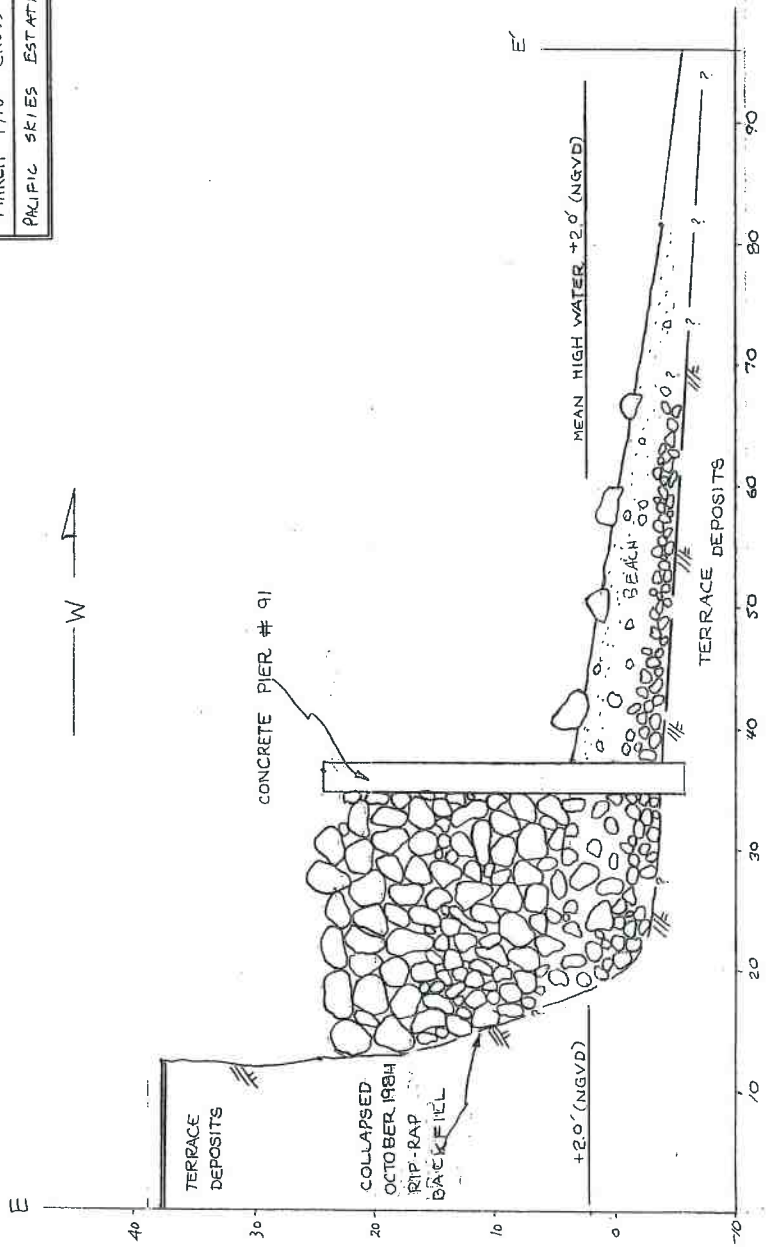 PACIFIC SKIES
E
E'
W
CONCRETE PIER # 91
MEAN HIGH WATER +2.0' (NGVD)
TERRACE
DEPOSITS
COLLAPSED
OCTOBER 1984
RIP-RAP
BACKFILL
+2.0' (NGVD)
BEACH
?
?
?
?
?
TERRACE DEPOSITS
40
30
20
10
0
-10
10
20
30
40
50
60
70
80
90